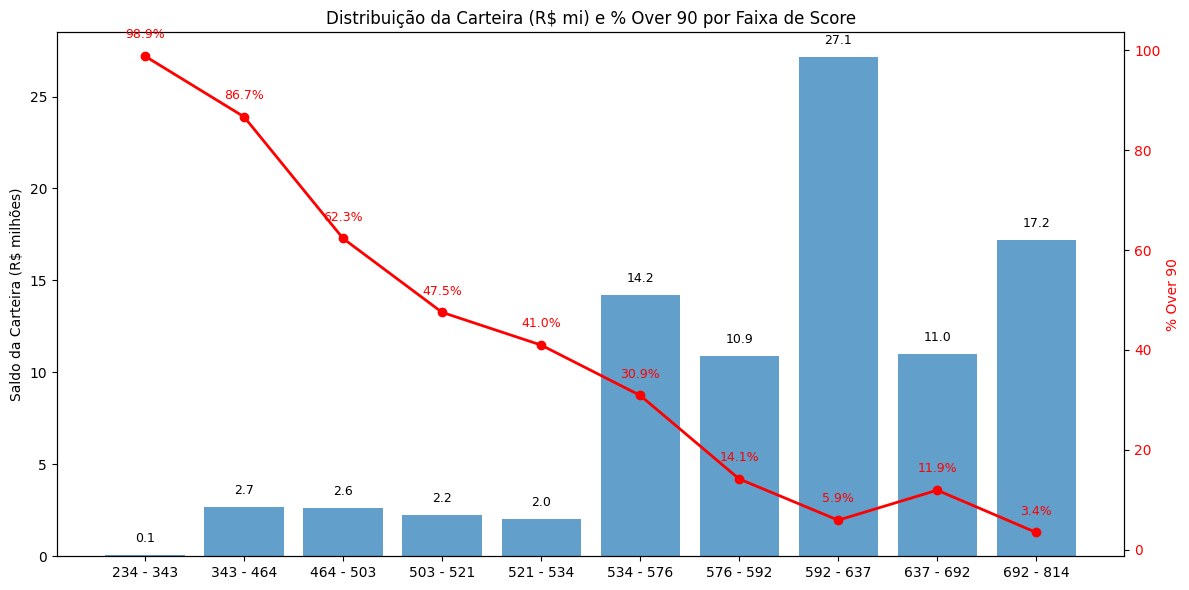 Distribuição da Carteira (R$ mi) e % Over 90 por Faixa de Score
Saldo da Carteira (R$ milhões)
25
20
15
10
5
0
100
80
60
40
20
0
% Over 90
98.9%
86.7%
62.3%
47.5%
41.0%
30.9%
14.1%
5.9%
11.9%
3.4%
0.1
2.7
2.6
2.2
2.0
14.2
10.9
27.1
11.0
17.2
234 - 343
343 - 464
464 - 503
503 - 521
521 - 534
534 - 576
576 - 592
592 - 637
637 - 692
692 - 814